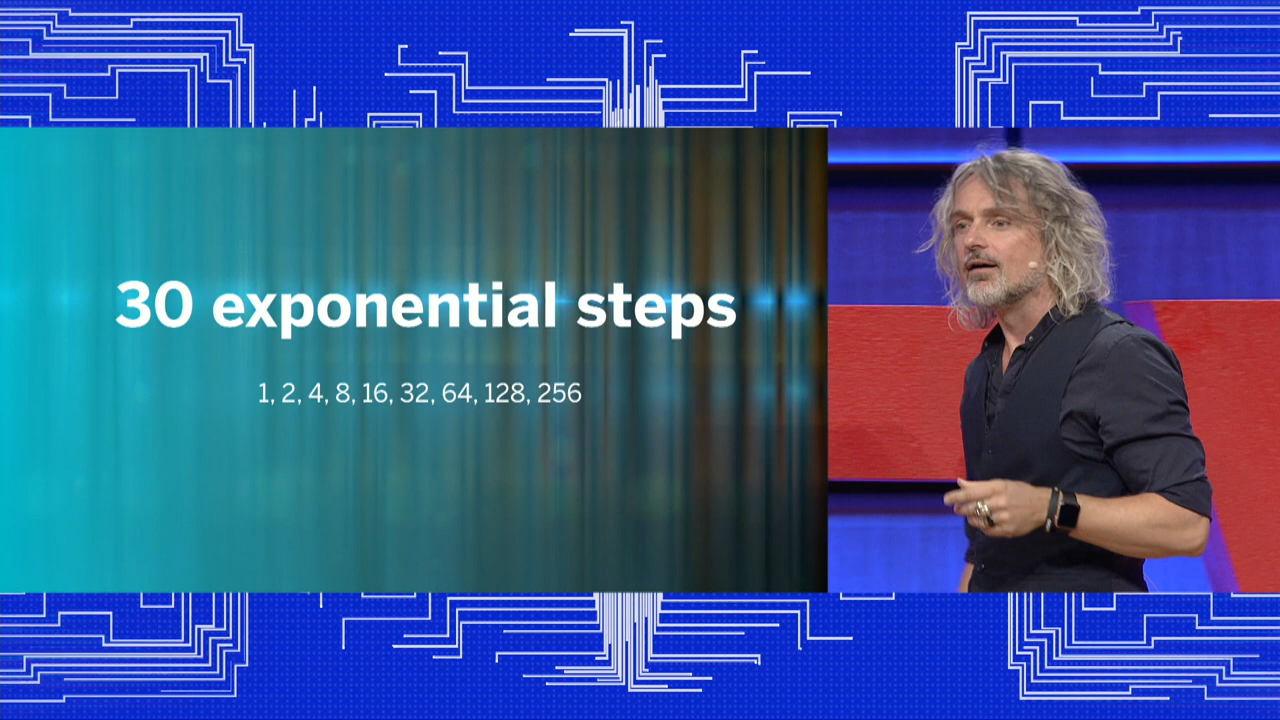 30 exponential steps
1, 2, 4, 8, 16, 32, 64, 128, 256